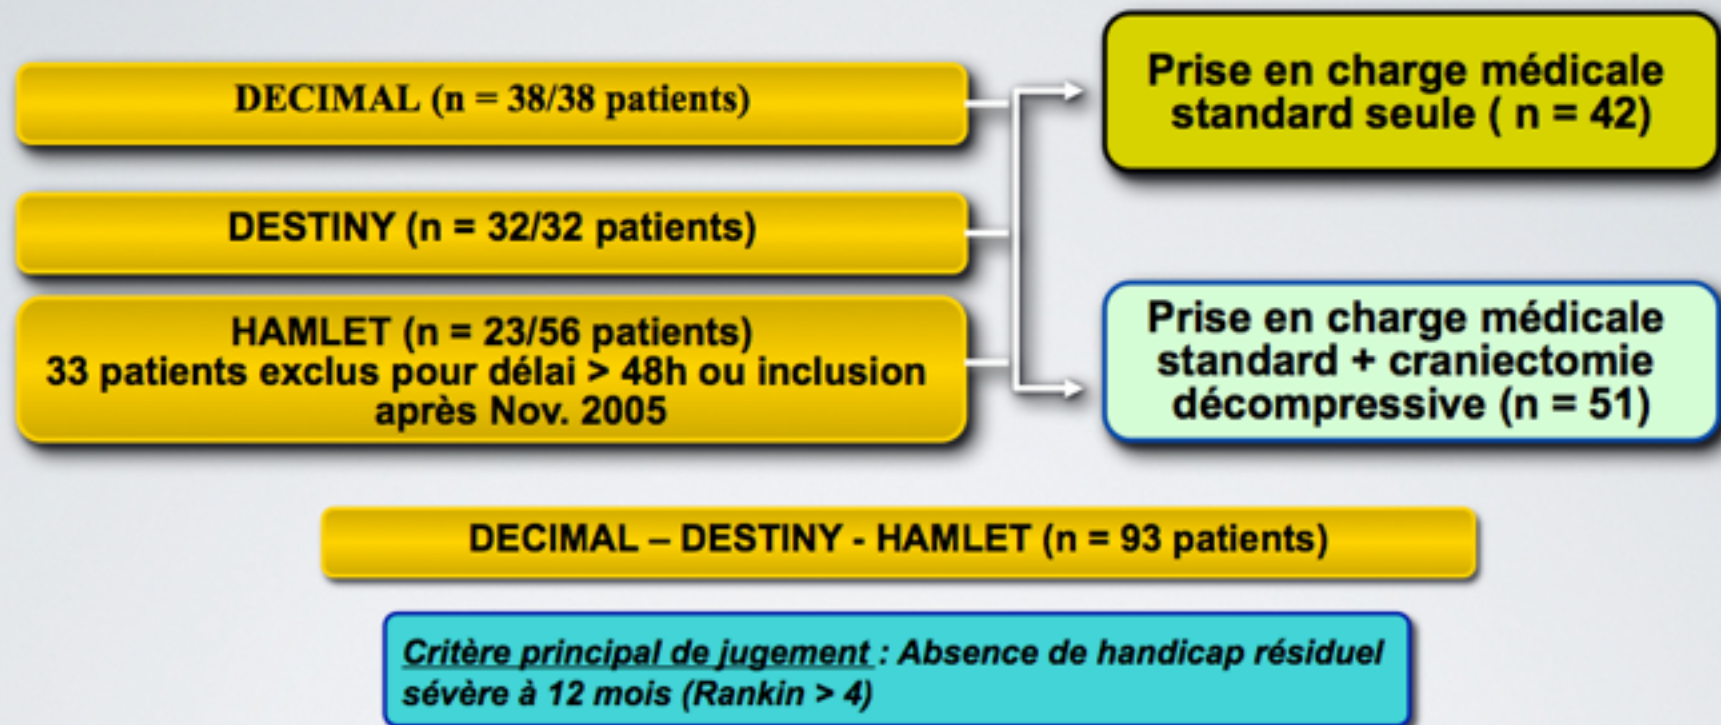 DECIMAL (n = 38/38 patients)
DESTINY (n = 32/32 patients)
HAMLET (n = 23/56 patients)
33 patients exclus pour délai > 48h ou inclusion
après Nov. 2005
Prise en charge médicale
standard seule ( n = 42)
Prise en charge médicale
standard + craniectomie
décompressive (n = 51)
DECIMAL – DESTINY - HAMLET (n = 93 patients)
Critère principal de jugement : Absence de handicap résiduel
sévère à 12 mois (Rankin > 4)